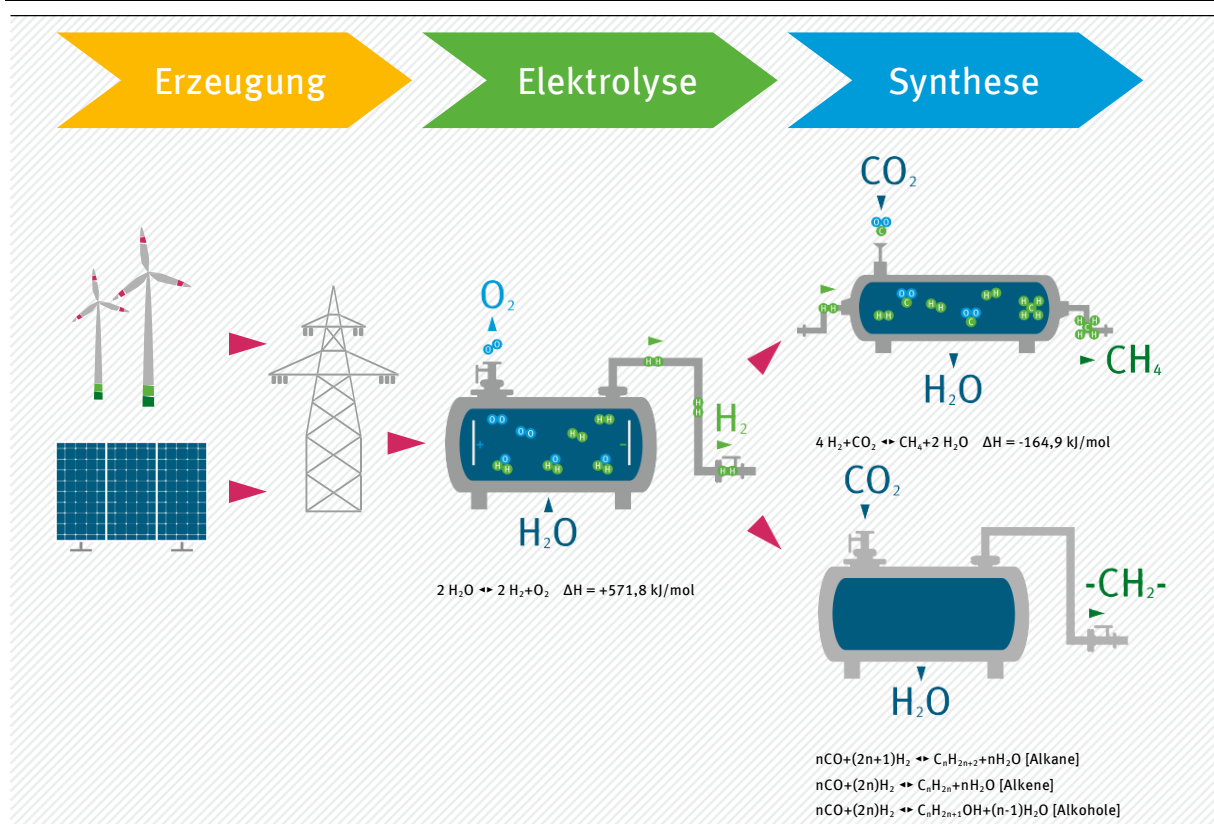 Erzeugung
Elektrolyse
Synthese
CO₂
O O
C
O₂
O O
H H
H H
O O
C
H H
H H
O O
C
H H
C
H H
H H
C
H H
CH₄
H₂O
4 H₂+CO₂ ◄► CH₄+2 H₂O ΔH = -164,9 kJ/mol
H H
H H
H₂
H H
O O
O O
H H
H H
+
-
O
H H
O
H H
O
H H
H₂O
2 H₂O ◄► 2 H₂+O₂ ΔH = +571,8 kJ/mol
CO₂
-CH₂-
H₂O
nCO+(2n+1)H₂ ◄► CₙH₂ₙ₊₂+nH₂O [Alkane]
nCO+(2n)H₂ ◄► CₙH₂ₙ+nH₂O [Alkene]
nCO+(2n)H₂ ◄► CₙH₂ₙ₊₁OH+(n-1)H₂O [Alkohole]